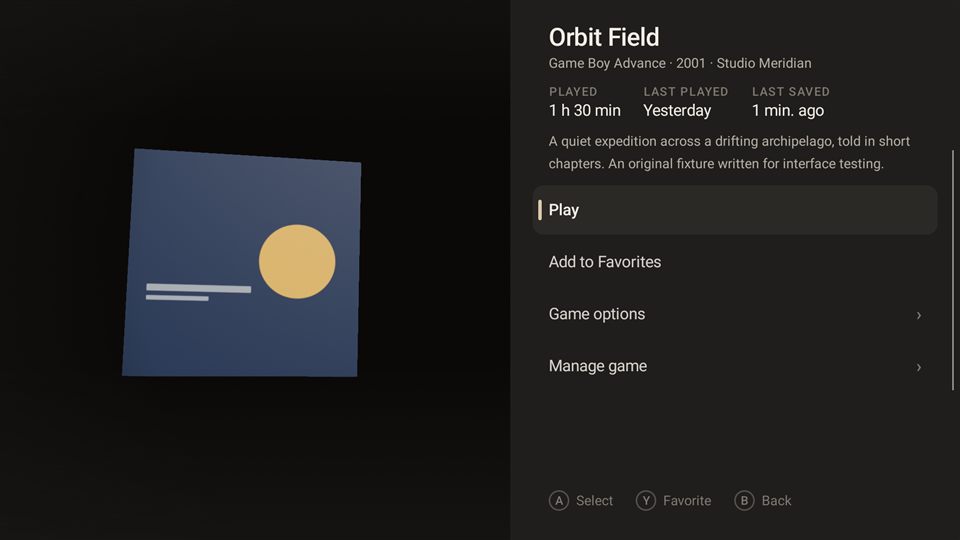 Orbit Field
Game Boy Advance · 2001 · Studio Meridian
PLAYED LAST PLAYED LAST SAVED
1 h 30 min Yesterday 1 min. ago
A quiet expedition across a drifting archipelago, told in short
chapters. An original fixture written for interface testing.
Play
Add to Favorites
Game options ›
Manage game ›
A Select Y Favorite B Back